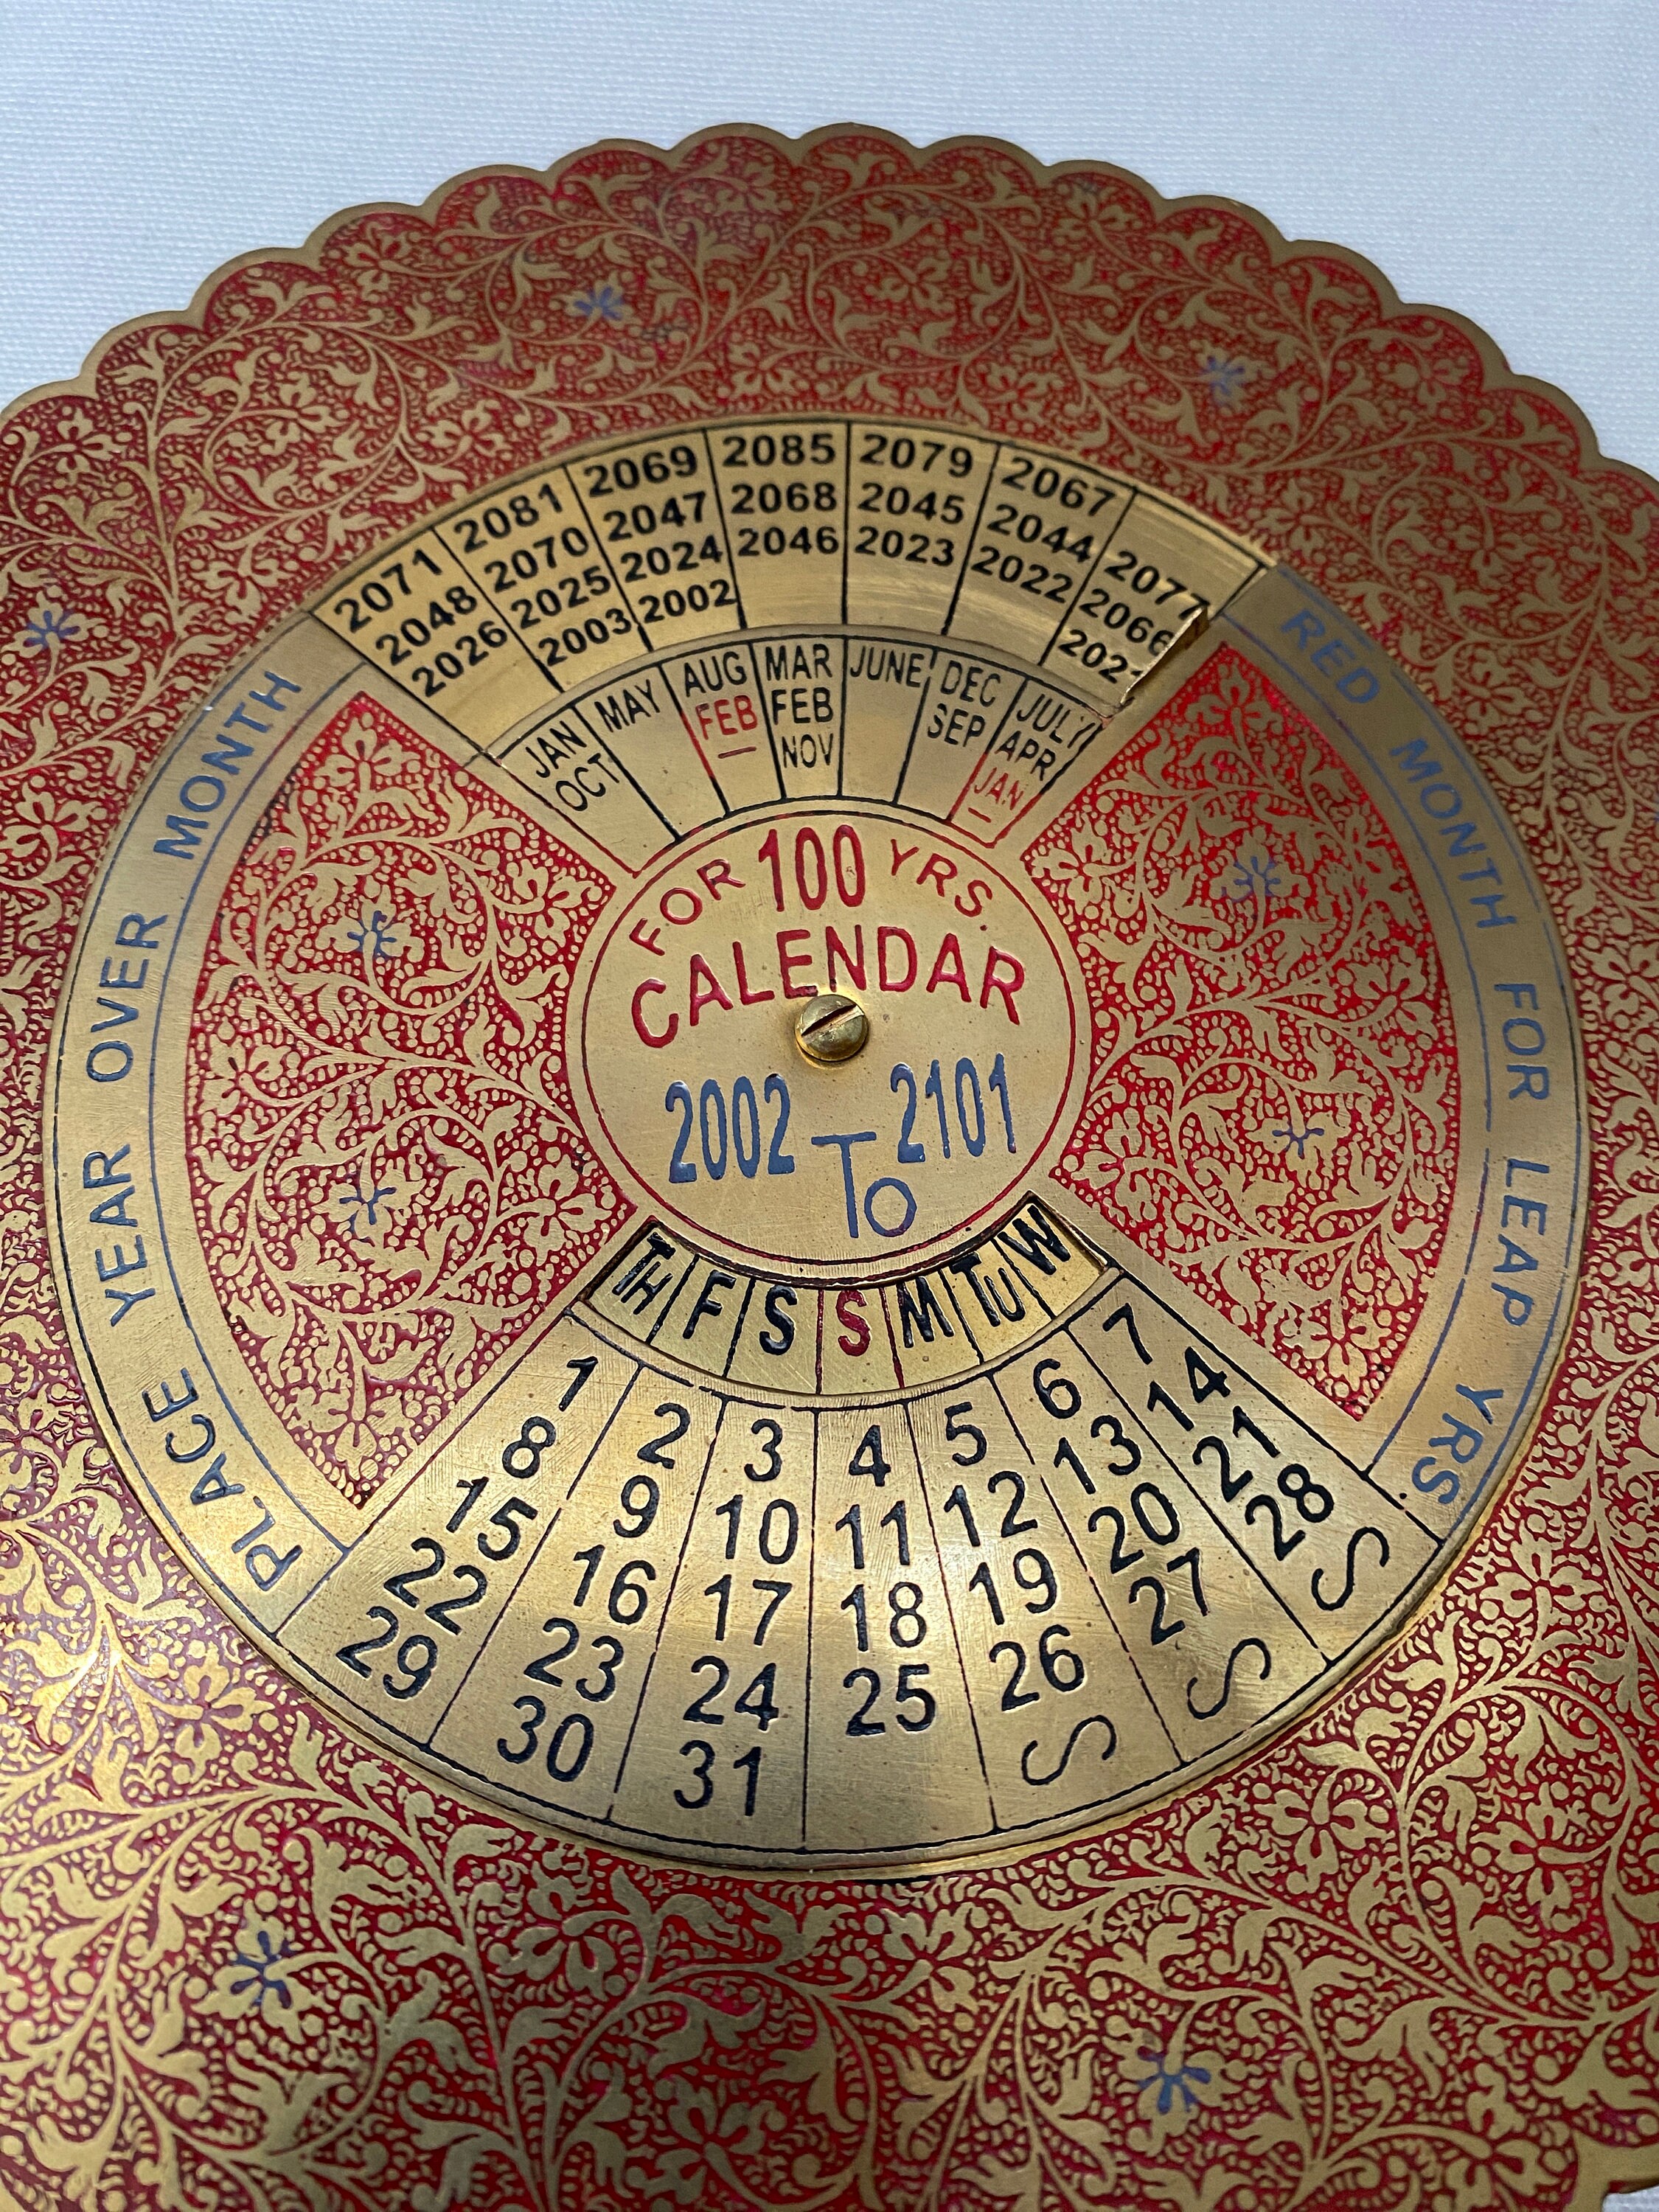 2071 2081 2069 2085 2079 2067
2048 2070 2047 2068 2045 2044 2077
2026 2025 2024 2046 2023 2022 2066
2003 2002
JAN MAY AUG MAR JUNE DEC JULY
OCT FEB FEB SEP APR
NOV JAN
PLACE YEAR OVER MONTH
RED MONTH FOR LEAP YRS
FOR 100 YRS.
CALENDAR
2002 TO 2101
TH F S S M TU W
1 2 3 4 5 6 7
8 9 10 11 12 13 14
15 16 17 18 19 20 21
22 23 24 25 26 27 28
29 30 31 S S S